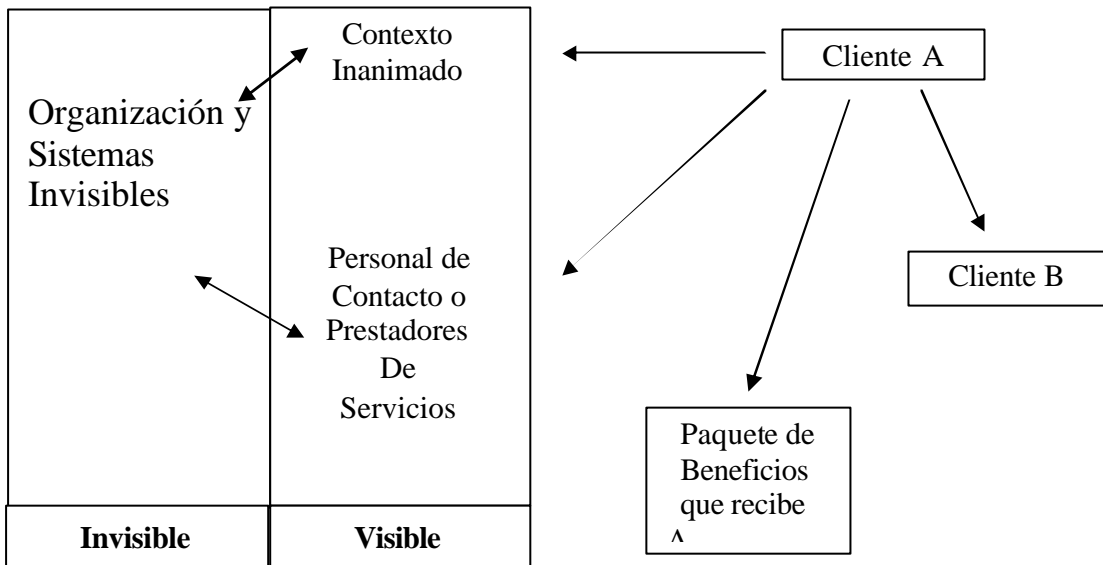 Contexto
Inanimado
Organización y
Sistemas
Invisibles
Personal de
Contacto o
Prestadores
De
Servicios
Invisible
Visible
Cliente A
Cliente B
Paquete de
Beneficios
que recibe
A